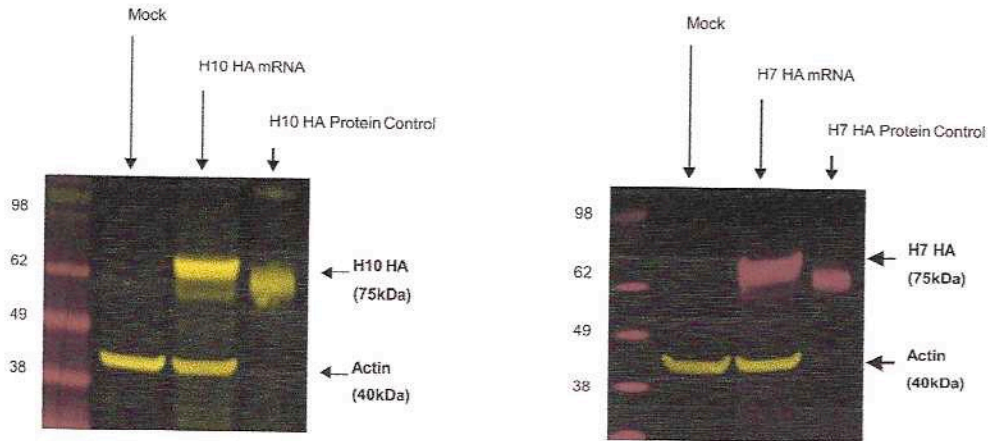 Mock
H10 HA mRNA
H10 HA Protein Control
98
62
49
38
H10 HA
(75kDa)
Actin
(40kDa)
Mock
H7 HA mRNA
H7 HA Protein Control
98
62
49
38
H7 HA
(75kDa)
Actin
(40kDa)